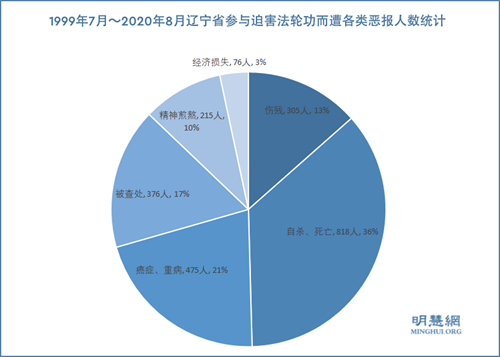 1999年7月～2020年8月辽宁省参与迫害法轮功而遭各类恶报人数统计
经济损失, 76人, 3%
伤残, 305人, 13%
精神煎熬, 215人,
10%
被查处, 376人, 17%
自杀、死亡, 818人, 36%
癌症、重病, 475人, 21%
明慧網
MINGHUI.ORG